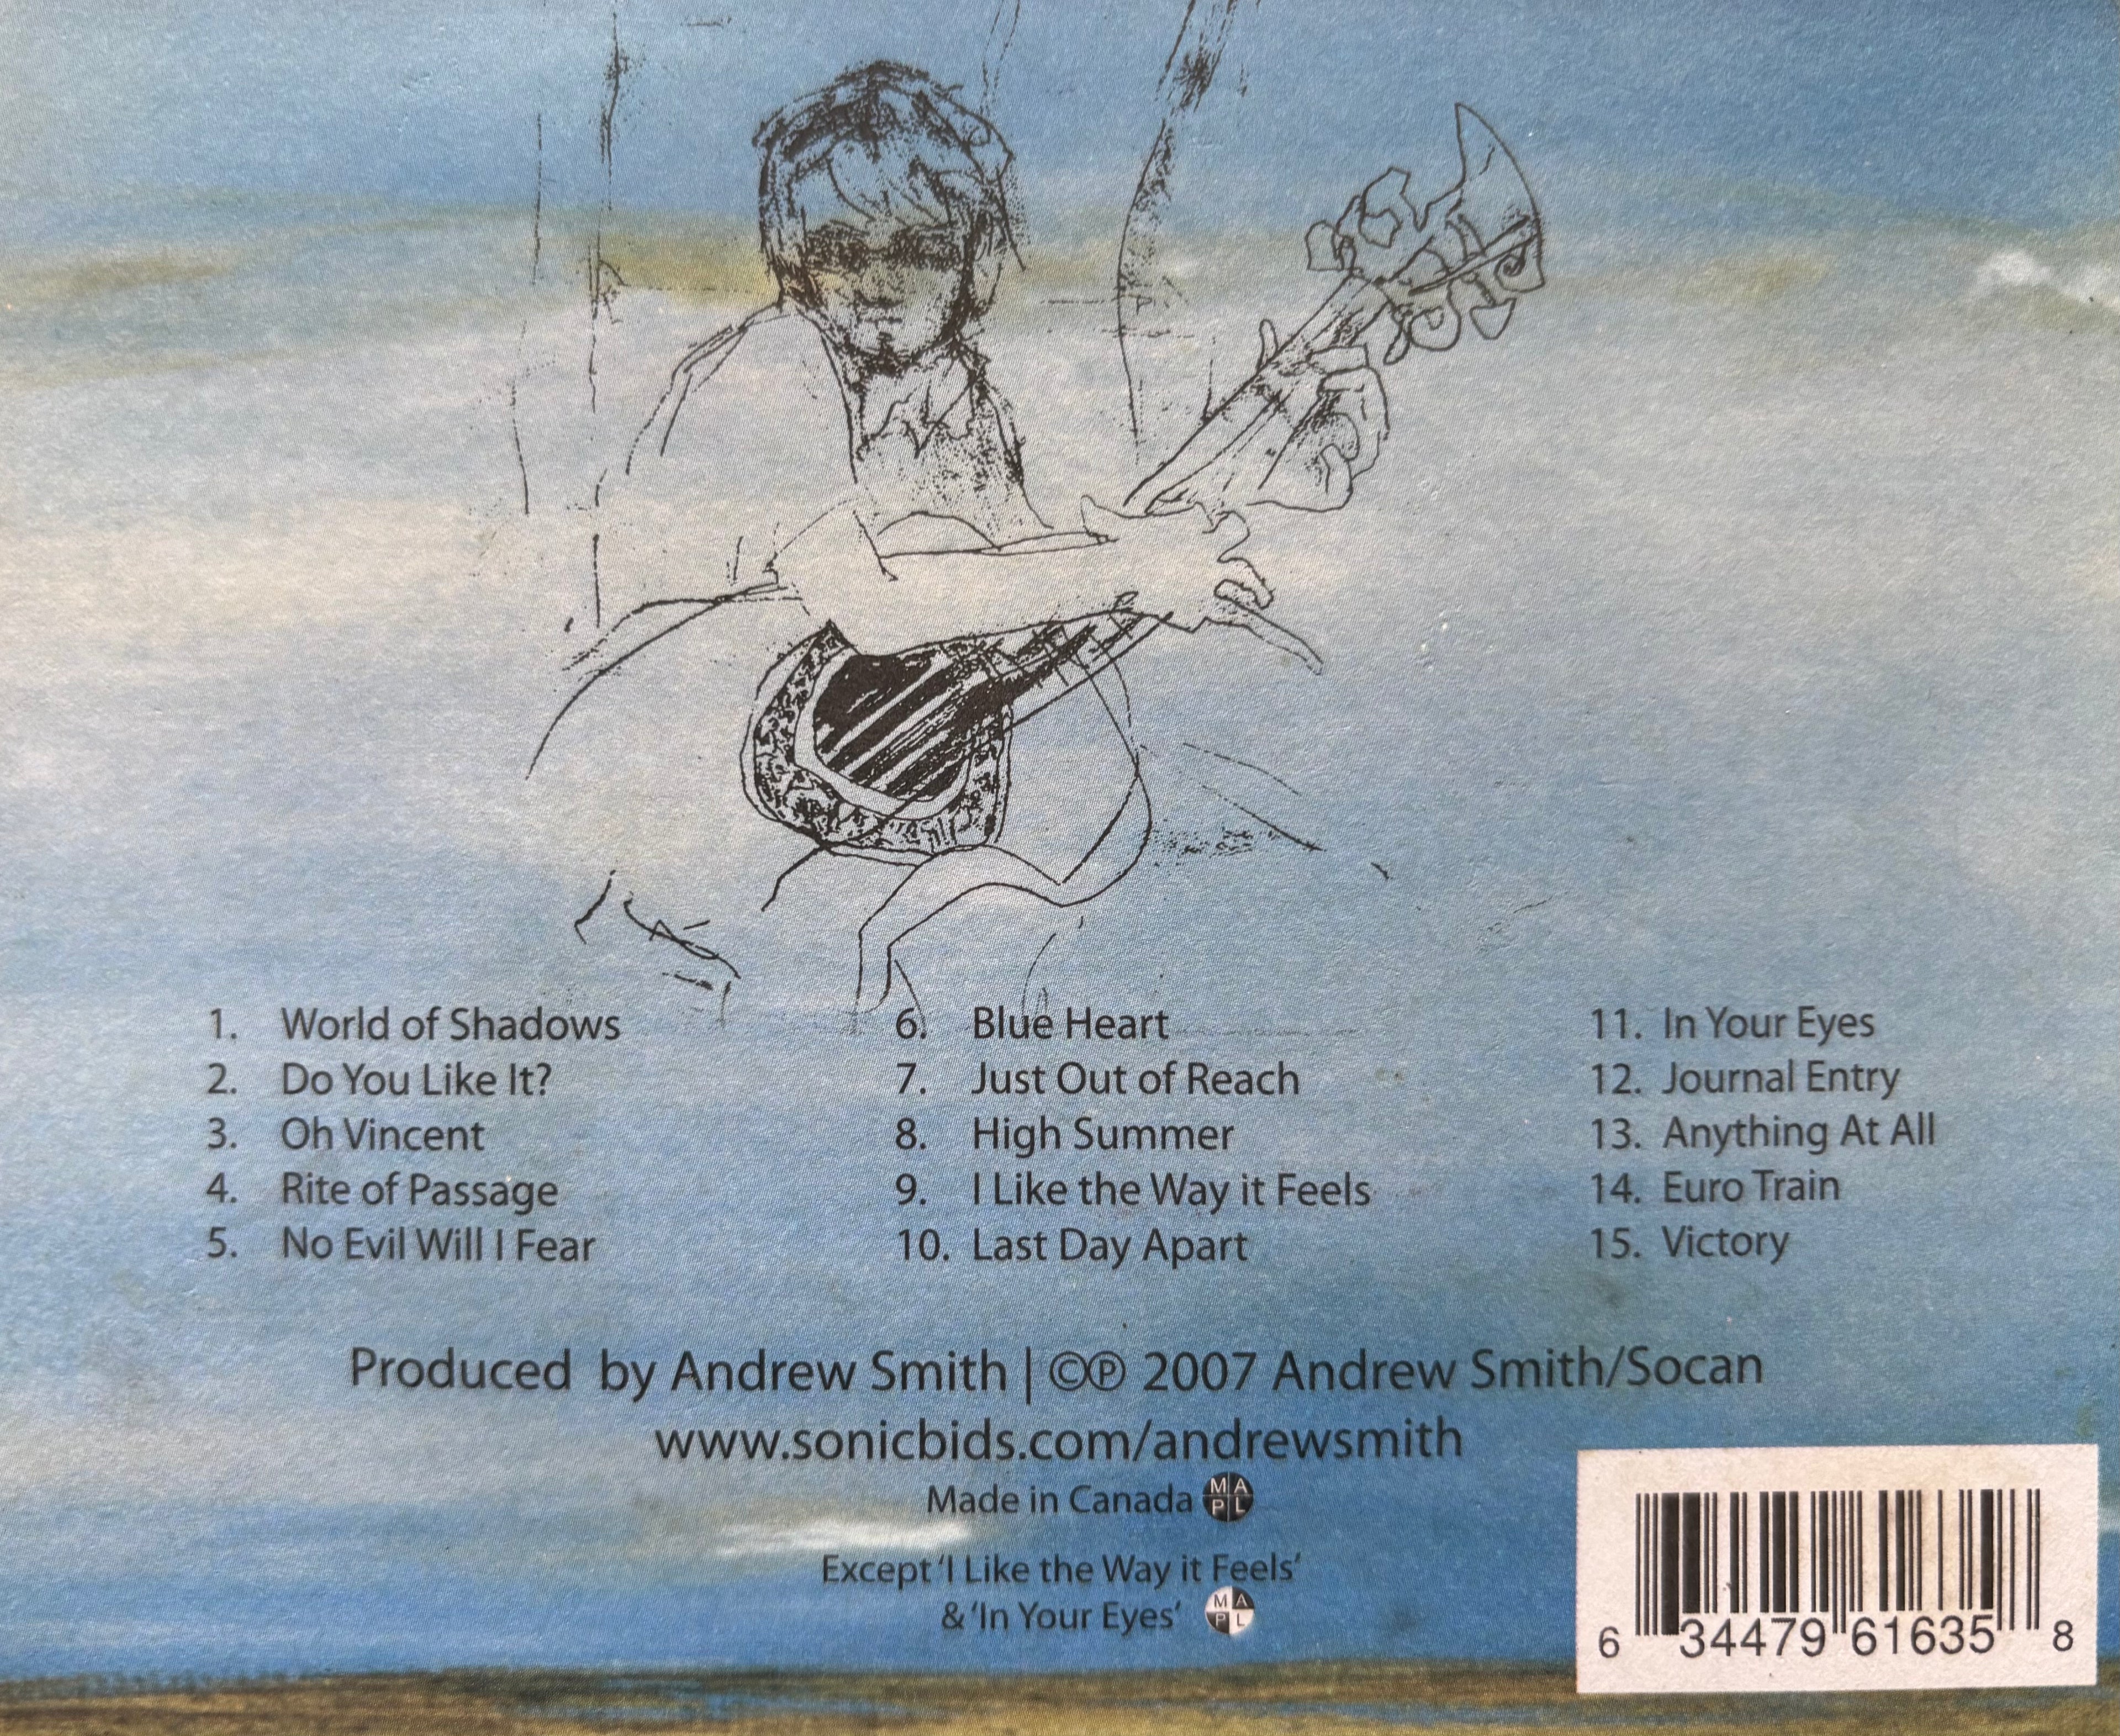 1. World of Shadows
2. Do You Like It?
3. Oh Vincent
4. Rite of Passage
5. No Evil Will I Fear
6. Blue Heart
7. Just Out of Reach
8. High Summer
9. I Like the Way it Feels
10. Last Day Apart
11. In Your Eyes
12. Journal Entry
13. Anything At All
14. Euro Train
15. Victory
Produced by Andrew Smith | ©℗ 2007 Andrew Smith/Socan
www.sonicbids.com/andrewsmith
Made in Canada MAPL
Except 'I Like the Way it Feels'
& 'In Your Eyes' MAPL
6 34479 61635 8